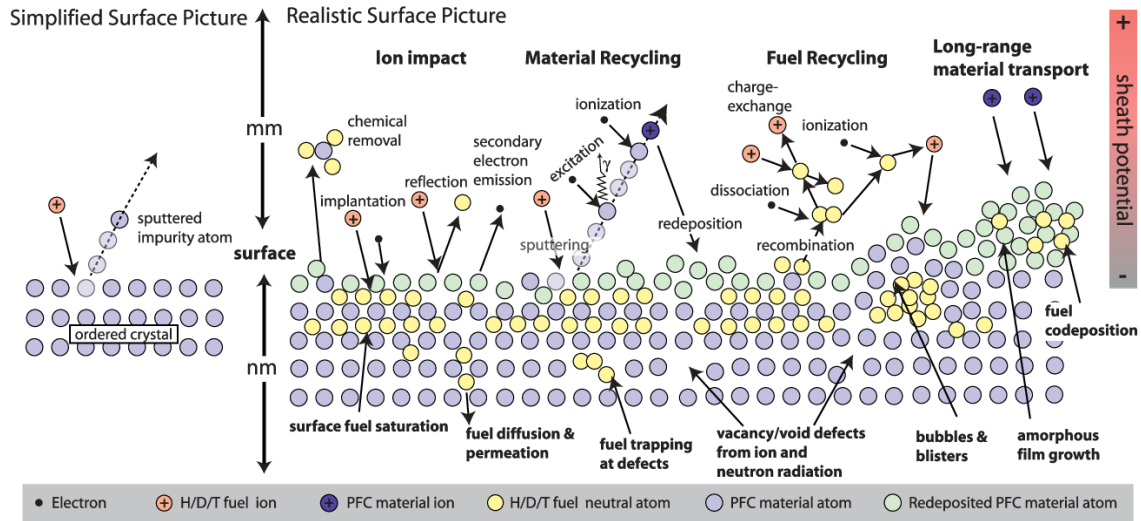 Simplified Surface Picture
Realistic Surface Picture
Ion impact
Material Recycling
Fuel Recycling
Long-range
material transport
+
sheath potential
-
mm
surface
nm
+
sputtered
impurity atom
ordered crystal
chemical
removal
implantation
+
reflection
+
secondary
electron
emission
+
sputtering
excitation
γ
ionization
+
redeposition
charge-
exchange
+
+
ionization
+
dissociation
recombination
+
+
fuel
codeposition
surface fuel saturation
fuel diffusion &
permeation
fuel trapping
at defects
vacancy/void defects
from ion and
neutron radiation
bubbles &
blisters
amorphous
film growth
Electron
+ H/D/T fuel ion
+ PFC material ion
H/D/T fuel neutral atom
PFC material atom
Redeposited PFC material atom